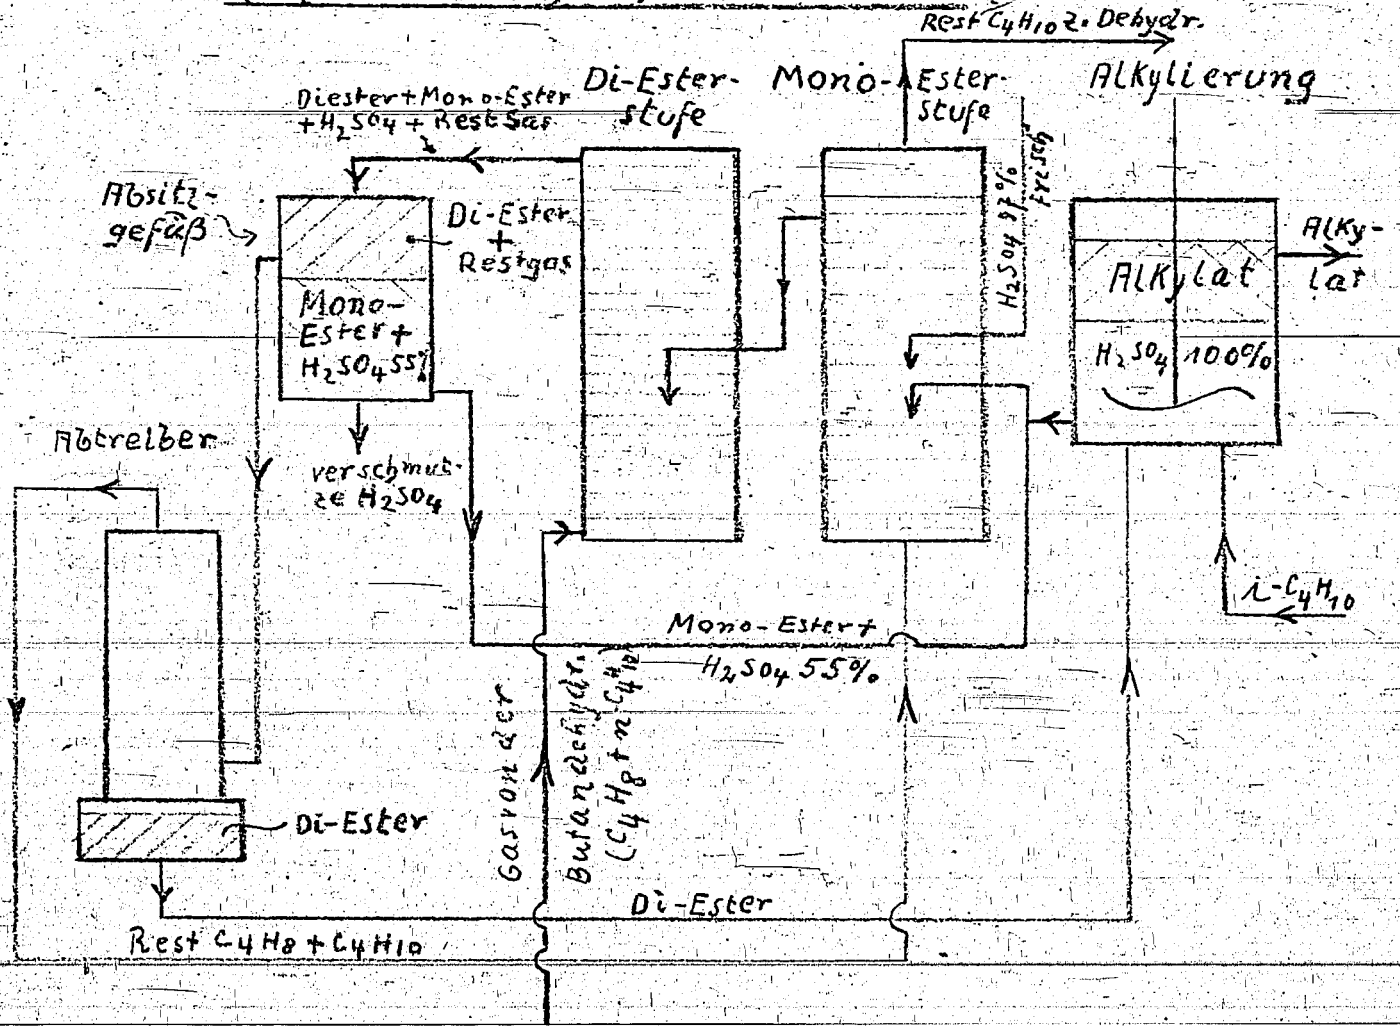 Rest C4H10 z. Dehydr.
Di-Ester-
stufe
Mono-Ester-
stufe
Alkylierung
Diester+Mono-Ester
+H2SO4+RestGas
Absitz-
gefäß
Di-Ester
+
Restgas
H2SO4 97%
frisch
Alky-
lat
Alkylat
Mono-
Ester+
H2SO4 55%
H2SO4 100%
Abtreiber
verschmut-
ze H2SO4
i-C4H10
Mono-Ester+
H2SO4 55%
Gas von der
Butandehydr.
(C4H8+n-C4H10
Di-Ester
Di-Ester
Rest C4H8+C4H10